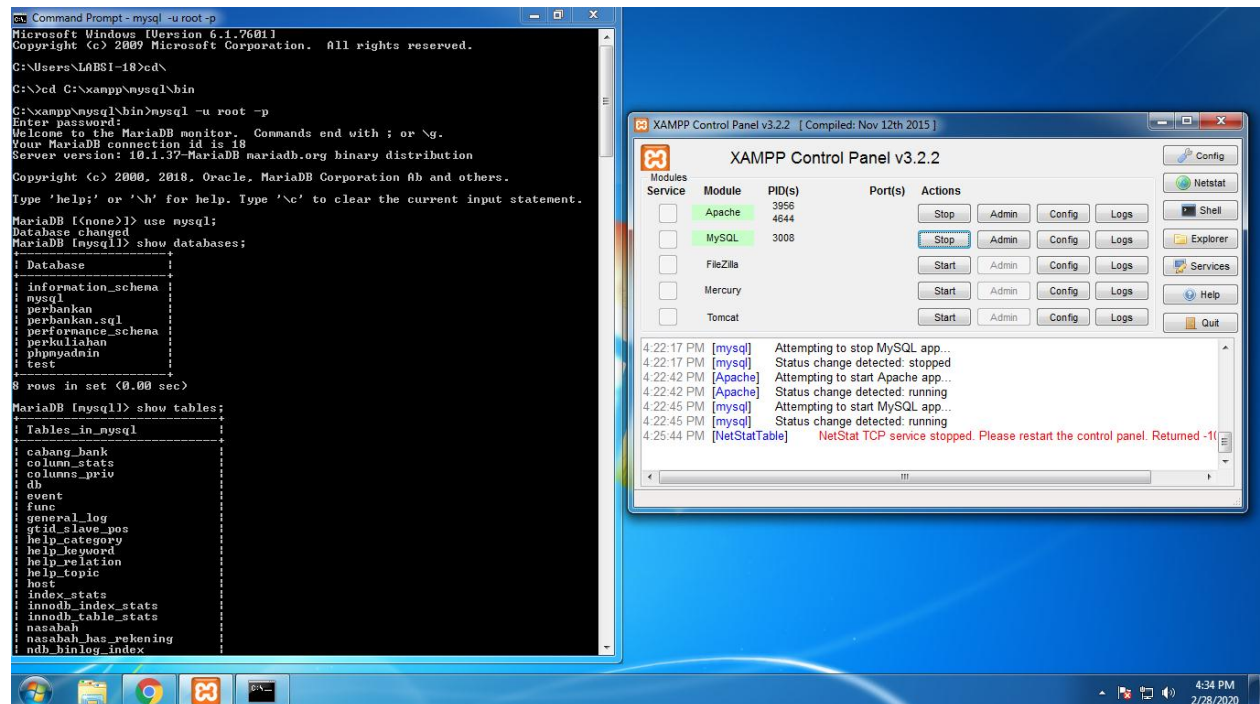 Command Prompt - mysql -u root -p
Microsoft Windows [Version 6.1.7601]
Copyright (c) 2009 Microsoft Corporation. All rights reserved.
C:\Users\LABSI-18>cd\
C:\>cd C:\xampp\mysql\bin
C:\xampp\mysql\bin>mysql -u root -p
Enter password:
Welcome to the MariaDB monitor. Commands end with ; or \g.
Your MariaDB connection id is 18
Server version: 10.1.37-MariaDB mariadb.org binary distribution
Copyright (c) 2000, 2018, Oracle, MariaDB Corporation Ab and others.
Type 'help;' or '\h' for help. Type '\c' to clear the current input statement.
MariaDB [(none)]> use mysql;
Database changed
MariaDB [mysql]> show databases;
+--------------------+
| Database |
+--------------------+
| information_schema |
| mysql |
| perbankan |
| perbankan.sql |
| performance_schema |
| perkuliahan |
| phpmyadmin |
| test |
+--------------------+
8 rows in set (0.00 sec)
MariaDB [mysql]> show tables;
+---------------------------+
| Tables_in_mysql |
+---------------------------+
| cabang_bank |
| column_stats |
| columns_priv |
| db |
| event |
| func |
| general_log |
| gtid_slave_pos |
| help_category |
| help_keyword |
| help_relation |
| help_topic |
| host |
| index_stats |
| innodb_index_stats |
| innodb_table_stats |
| nasabah |
| nasabah_has_rekening |
| ndb_binlog_index |
XAMPP Control Panel v3.2.2 [ Compiled: Nov 12th 2015 ]
XAMPP Control Panel v3.2.2
Config
Modules
Service Module PID(s) Port(s) Actions
Netstat
Apache 3956 4644 Stop Admin Config Logs
Shell
MySQL 3008 Stop Admin Config Logs
Explorer
FileZilla Start Admin Config Logs
Services
Mercury Start Admin Config Logs
Help
Tomcat Start Admin Config Logs
Quit
4:22:17 PM [mysql] Attempting to stop MySQL app...
4:22:17 PM [mysql] Status change detected: stopped
4:22:42 PM [Apache] Attempting to start Apache app...
4:22:42 PM [Apache] Status change detected: running
4:22:45 PM [mysql] Attempting to start MySQL app...
4:22:45 PM [mysql] Status change detected: running
4:25:44 PM [NetStatTable] NetStat TCP service stopped. Please restart the control panel. Returned -10
4:34 PM
2/28/2020